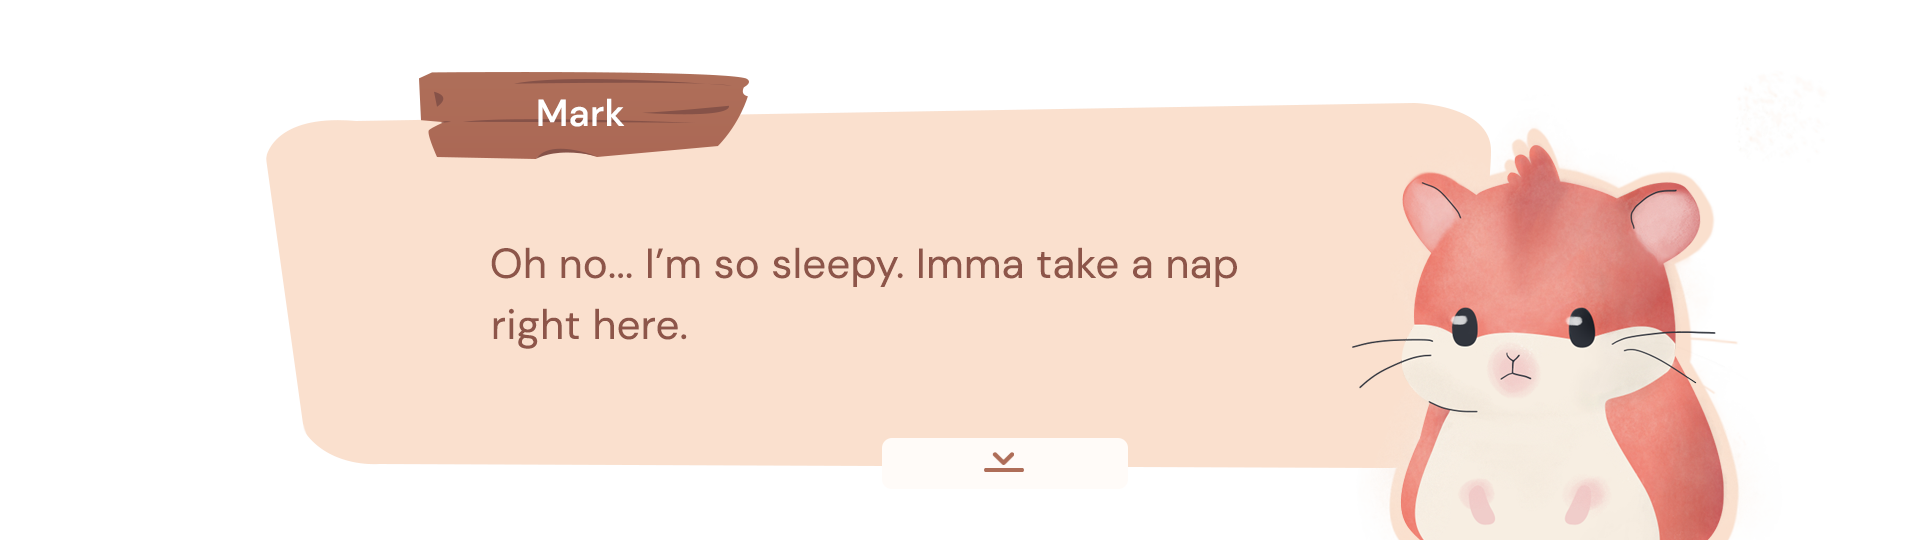 Mark
Oh no... I’m so sleepy. Imma take a nap
right here.